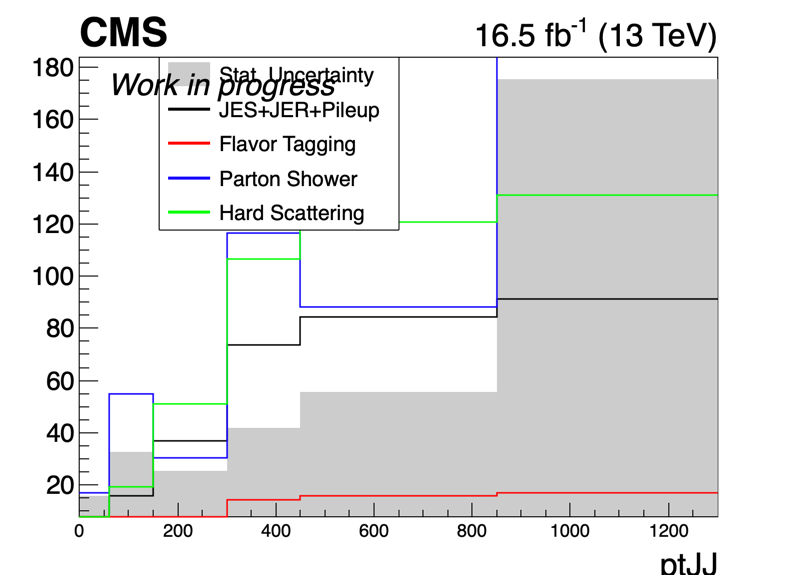 CMS 16.5 fb-1 (13 TeV)
Work in progress
Stat. Uncertainty
JES+JER+Pileup
Flavor Tagging
Parton Shower
Hard Scattering
180
160
140
120
100
80
60
40
20
0 200 400 600 800 1000 1200
ptJJ